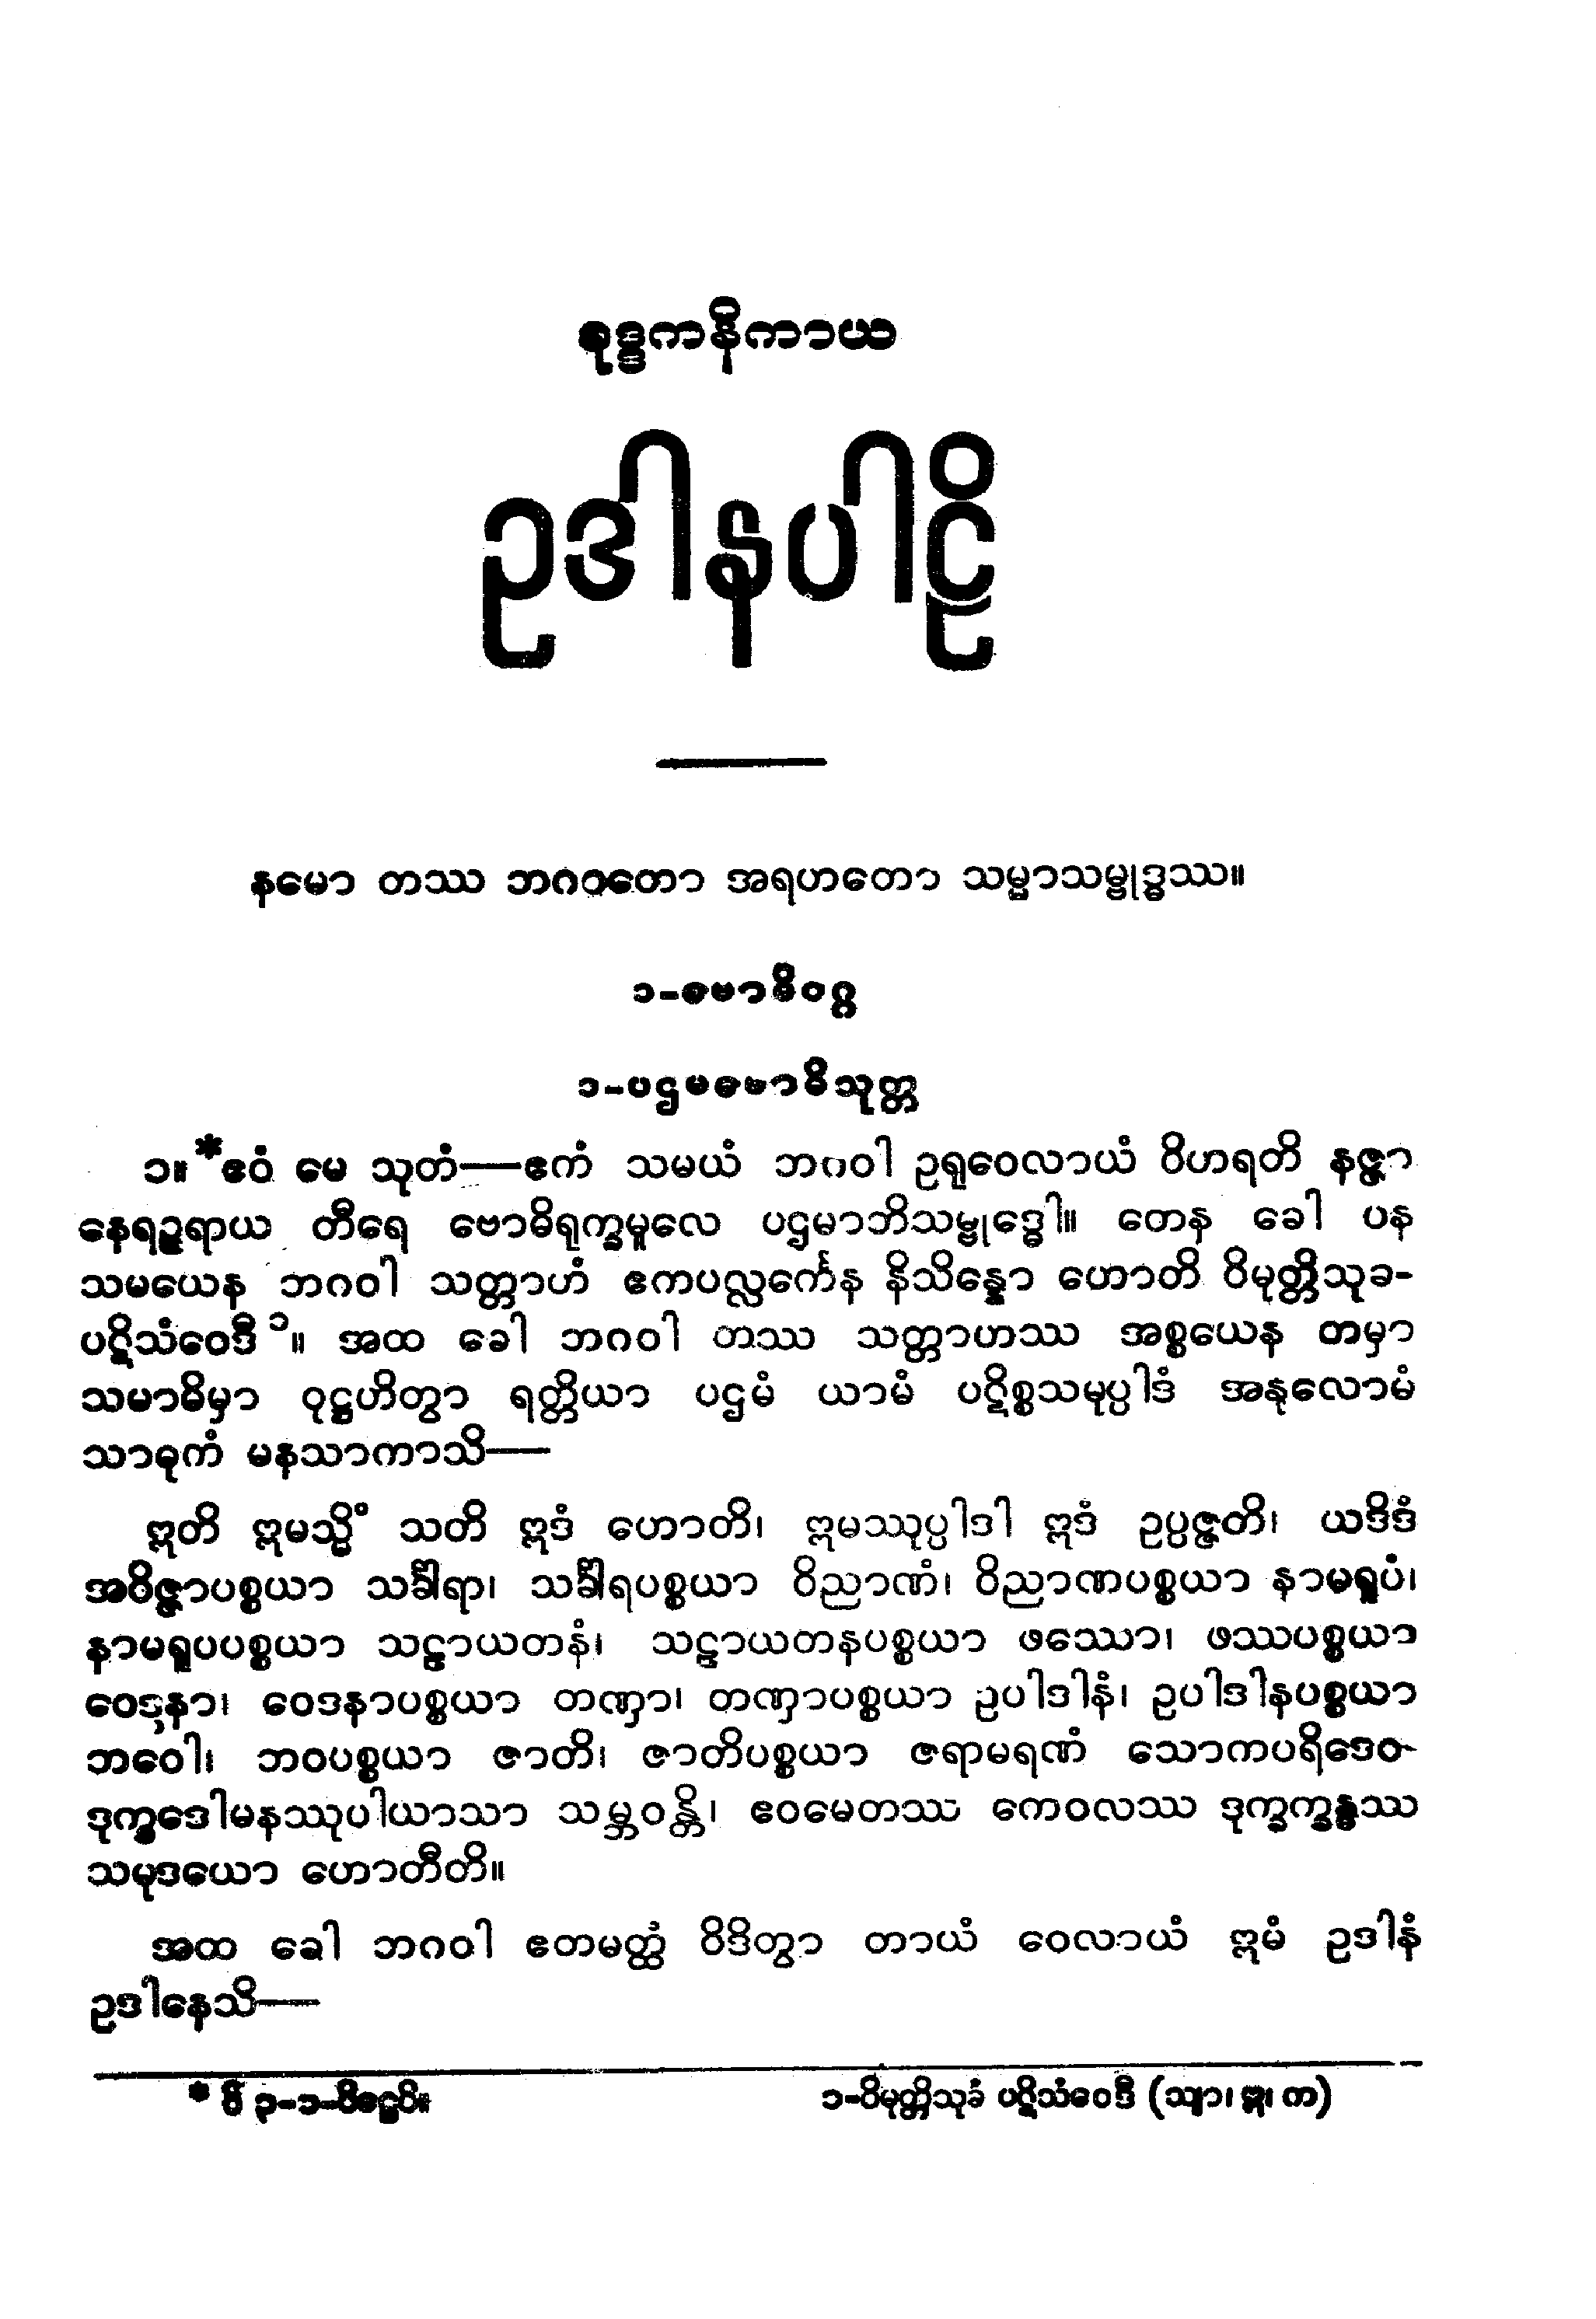 ခုဒ္ဒကနိကာယ
ဥဒါနပါဠိ
နမော တဿ ဘဂဝတော အရဟတော သမ္မာသမ္ဗုဒ္ဓဿ။
၁-ဗောဓိဝဂ္ဂ
၁-ပဌမဗောဓိသုတ္တ
၁။ *ဧဝံ မေ သုတံ—ဧကံ သမယံ ဘဂဝါ ဥရုဝေလာယံ ဝိဟရတိ နဇ္ဇာ
နေရဉ္ဇရာယ တီရေ ဗောဓိရုက္ခမူလေ ပဌမာဘိသမ္ဗုဒ္ဓေါ။ တေန ခေါ ပန
သမယေန ဘဂဝါ သတ္တာဟံ ဧကပလ္လင်္ကေန နိသိန္နော ဟောတိ ဝိမုတ္တိသုခ-
ပဋိသံဝေဒီ ၁။ အထ ခေါ ဘဂဝါ တဿ သတ္တာဟဿ အစ္စယေန တမှာ
သမာဓိမှာ ဝုဋ္ဌဟိတွာ ရတ္တိယာ ပဌမံ ယာမံ ပဋိစ္စသမုပ္ပါဒံ အနုလောမံ
သာဓုကံ မနသာကာသိ—
ဣတိ ဣမသ္မိံ သတိ ဣဒံ ဟောတိ၊ ဣမဿုပ္ပါဒါ ဣဒံ ဥပ္ပဇ္ဇတိ၊ ယဒိဒံ
အဝိဇ္ဇာပစ္စယာ သင်္ခါရာ၊ သင်္ခါရပစ္စယာ ဝိညာဏံ၊ ဝိညာဏပစ္စယာ နာမရူပံ၊
နာမရူပပစ္စယာ သဠာယတနံ၊ သဠာယတနပစ္စယာ ဖဿော၊ ဖဿပစ္စယာ
ဝေဒနာ၊ ဝေဒနာပစ္စယာ တဏှာ၊ တဏှာပစ္စယာ ဥပါဒါနံ၊ ဥပါဒါနပစ္စယာ
ဘဝေါ၊ ဘဝပစ္စယာ ဇာတိ၊ ဇာတိပစ္စယာ ဇရာမရဏံ သောကပရိဒေဝ-
ဒုက္ခဒေါမနဿုပါယာသာ သမ္ဘဝန္တိ၊ ဧဝမေတဿ ကေဝလဿ ဒုက္ခက္ခန္ဓဿ
သမုဒယော ဟောတီတိ။
အထ ခေါ ဘဂဝါ ဧတမတ္ထံ ဝိဒိတွာ တာယံ ဝေလာယံ ဣမံ ဥဒါနံ
ဥဒါနေသိ—
* ဝိ ၃-၁-ပိဋ္ဌေပိ။
၁-ဝိမုတ္တိသုခံ ပဋိသံဝေဒီ (သျာ၊ ဣ၊ က)